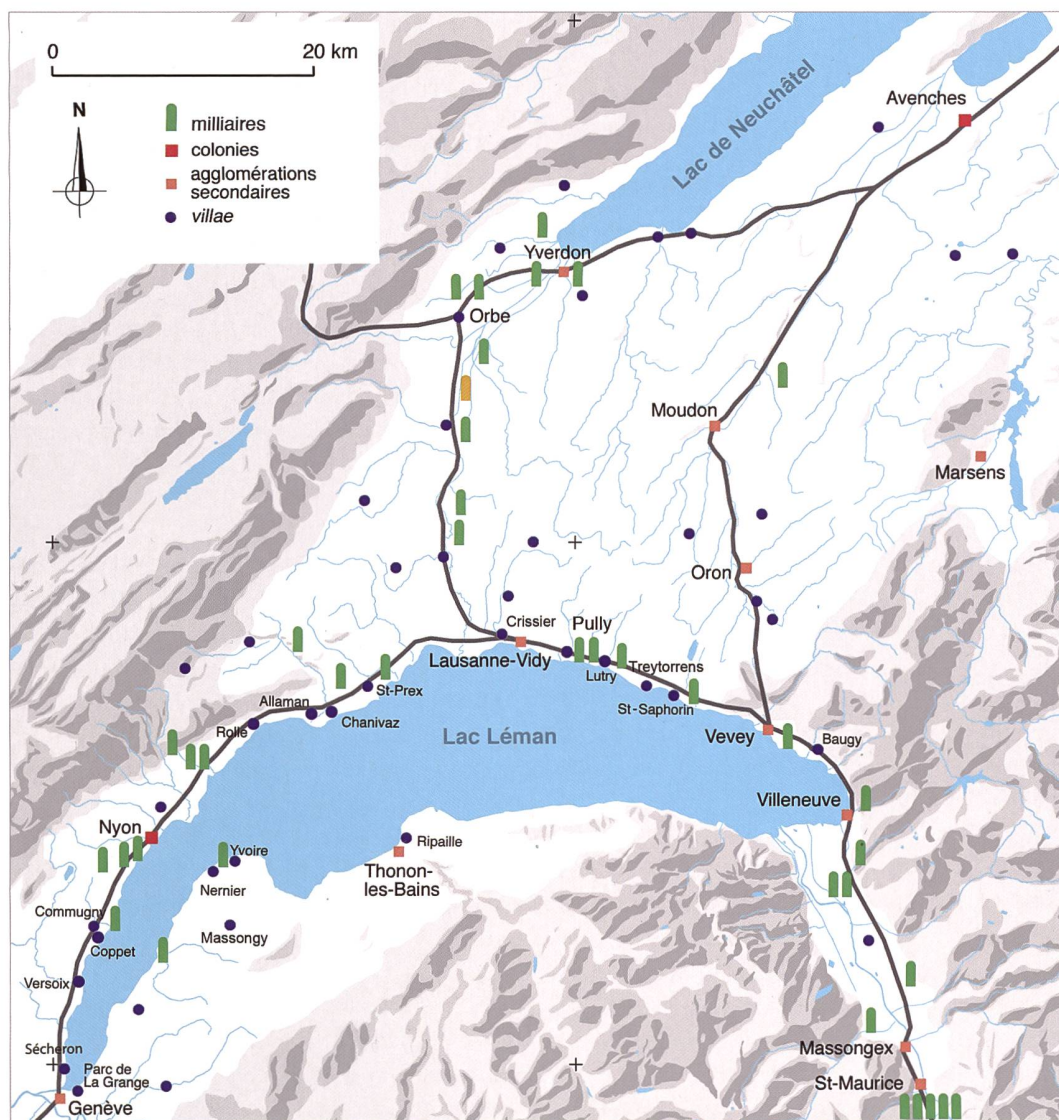 0
20 km
N
milliaires
colonies
agglomérations
secondaires
villae
Avenches
Lac de Neuchâtel
Yverdon
Orbe
Moudon
Marsens
Oron
Crissier
Pully
Lausanne-Vidy
Lutry
Treytorrens
St-Saphorin
St-Prex
Allaman
Chanivaz
Rolle
Lac Léman
Vevey
Baugy
Villeneuve
Nyon
Ripaille
Thonon-
les-Bains
Yvoire
Nernier
Massongy
Commugny
Coppet
Versoix
Sécheron
Parc de
La Grange
Genève
Massongex
St-Maurice